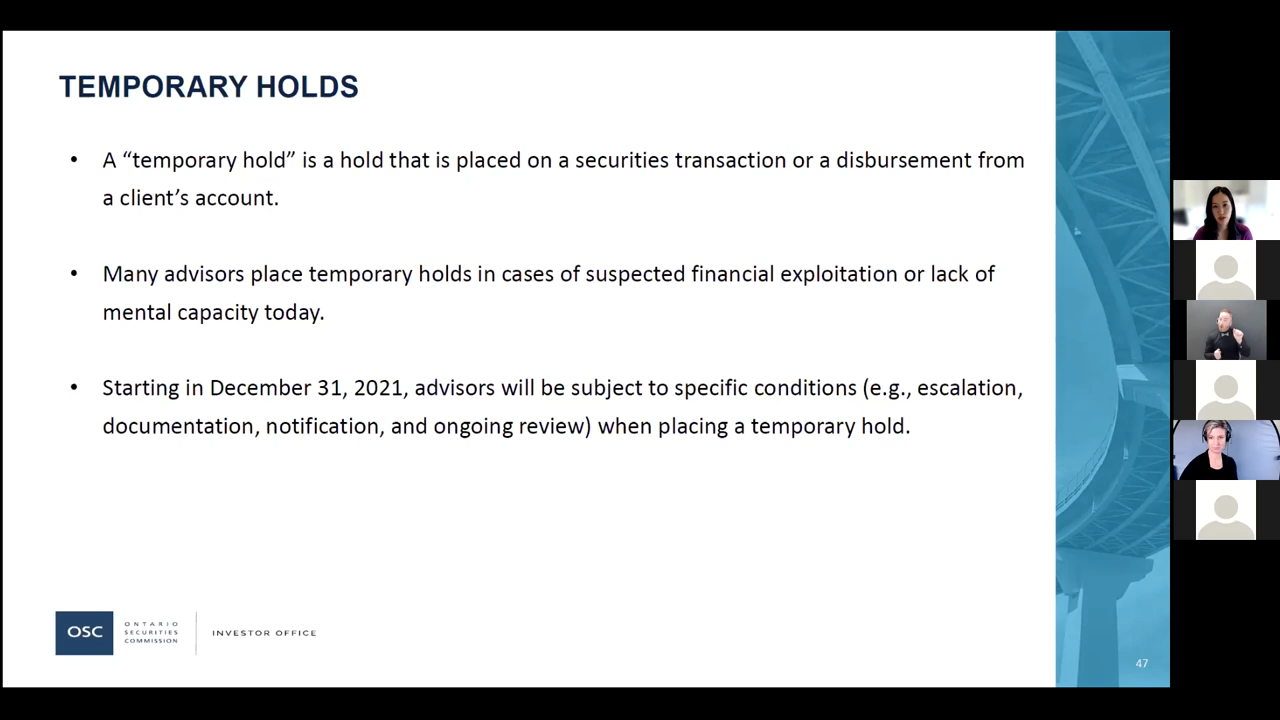 TEMPORARY HOLDS
• A “temporary hold” is a hold that is placed on a securities transaction or a disbursement from
a client’s account.
• Many advisors place temporary holds in cases of suspected financial exploitation or lack of
mental capacity today.
• Starting in December 31, 2021, advisors will be subject to specific conditions (e.g., escalation,
documentation, notification, and ongoing review) when placing a temporary hold.
OSC
ONTARIO
SECURITIES
COMMISSION
INVESTOR OFFICE
47